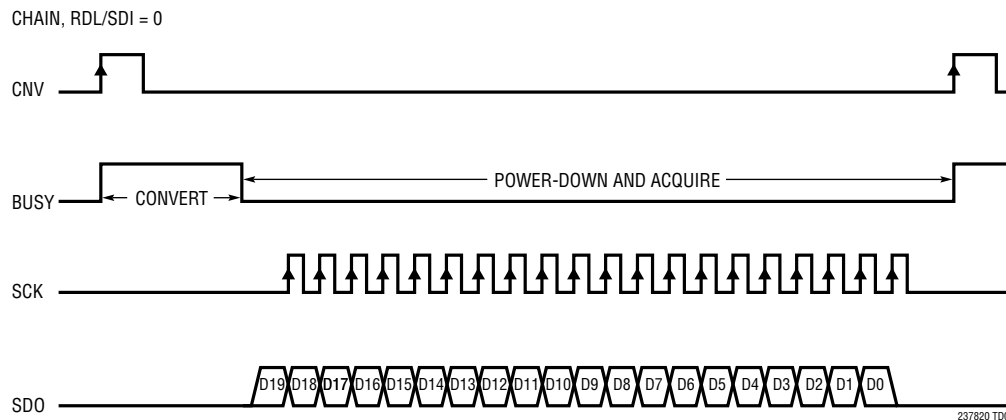 CHAIN, RDL/SDI = 0
CNV
BUSY
CONVERT
POWER-DOWN AND ACQUIRE
SCK
SDO
D19 D18 D17 D16 D15 D14 D13 D12 D11 D10 D9 D8 D7 D6 D5 D4 D3 D2 D1 D0